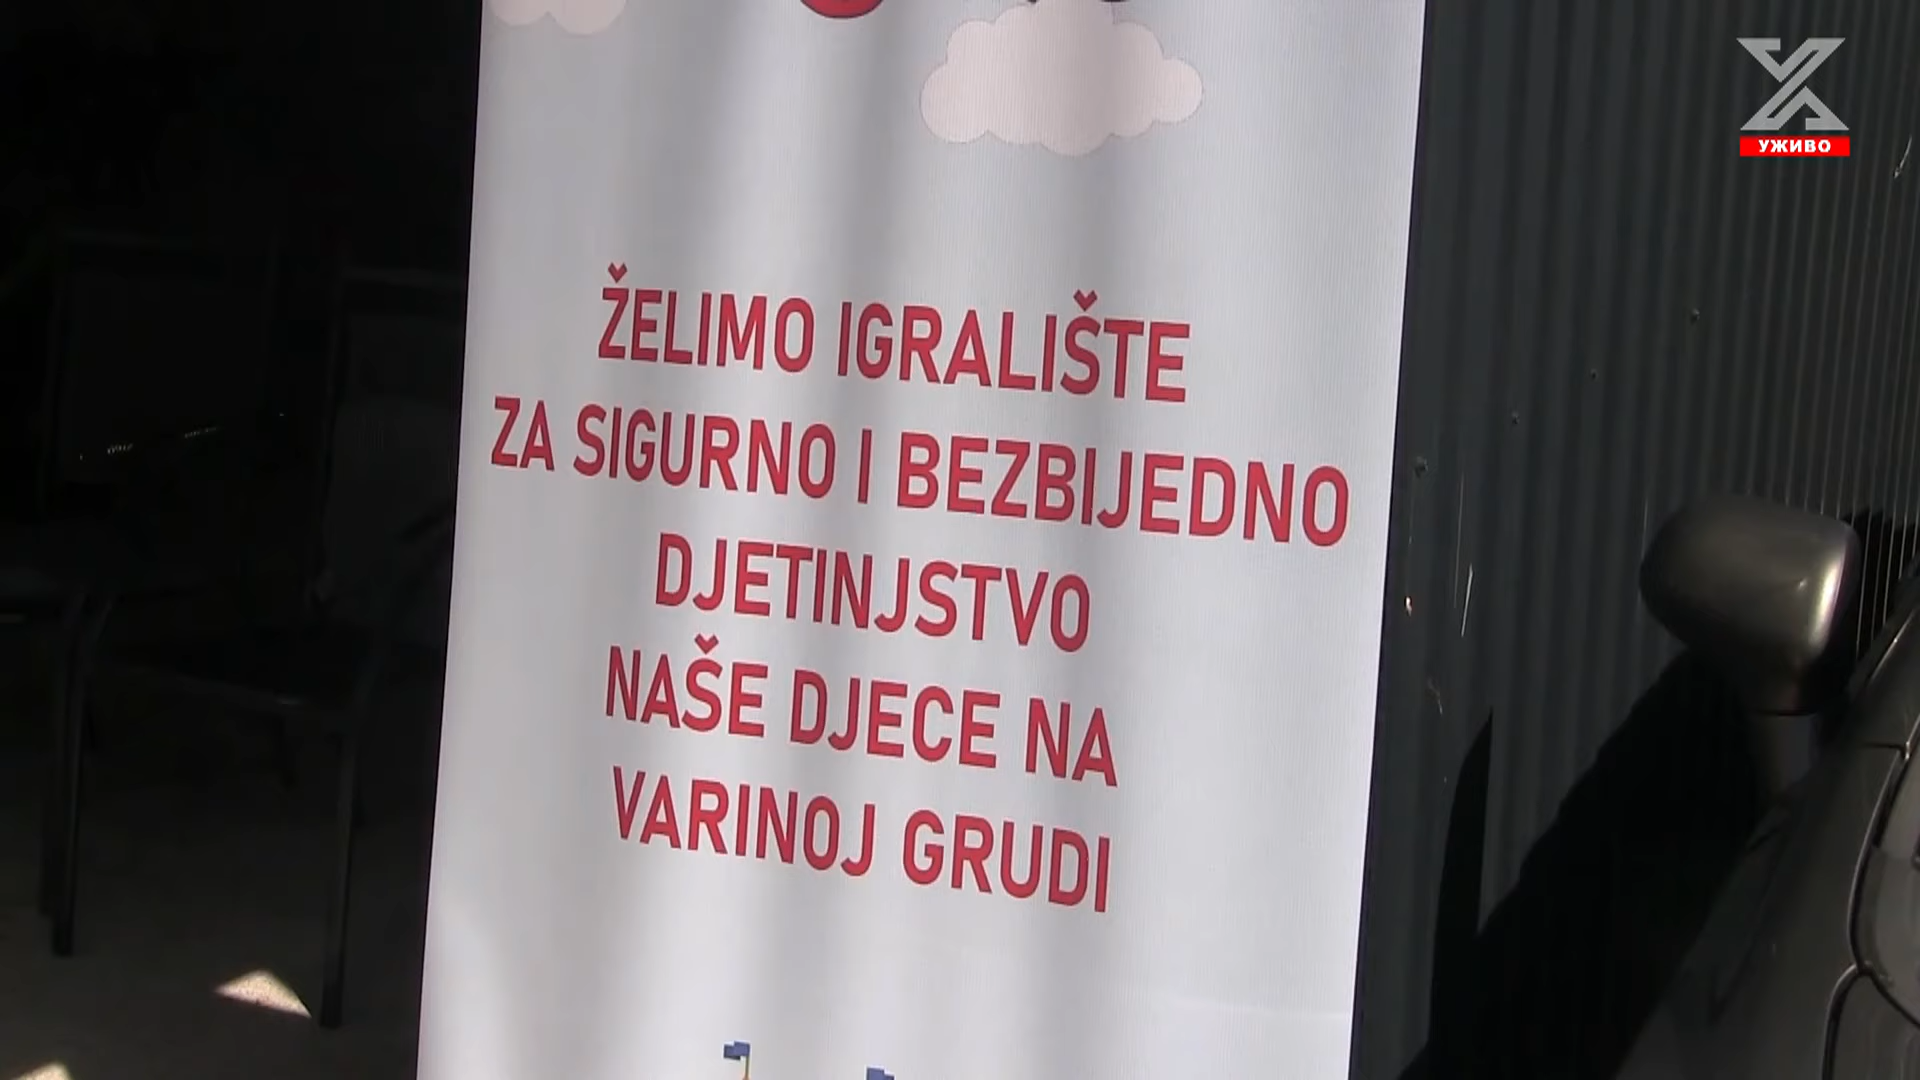 УЖИВО
ŽELIMO IGRALIŠTE
ZA SIGURNO I BEZBIJEDNO
DJETINJSTVO
NAŠE DJECE NA
VARINOJ GRUDI